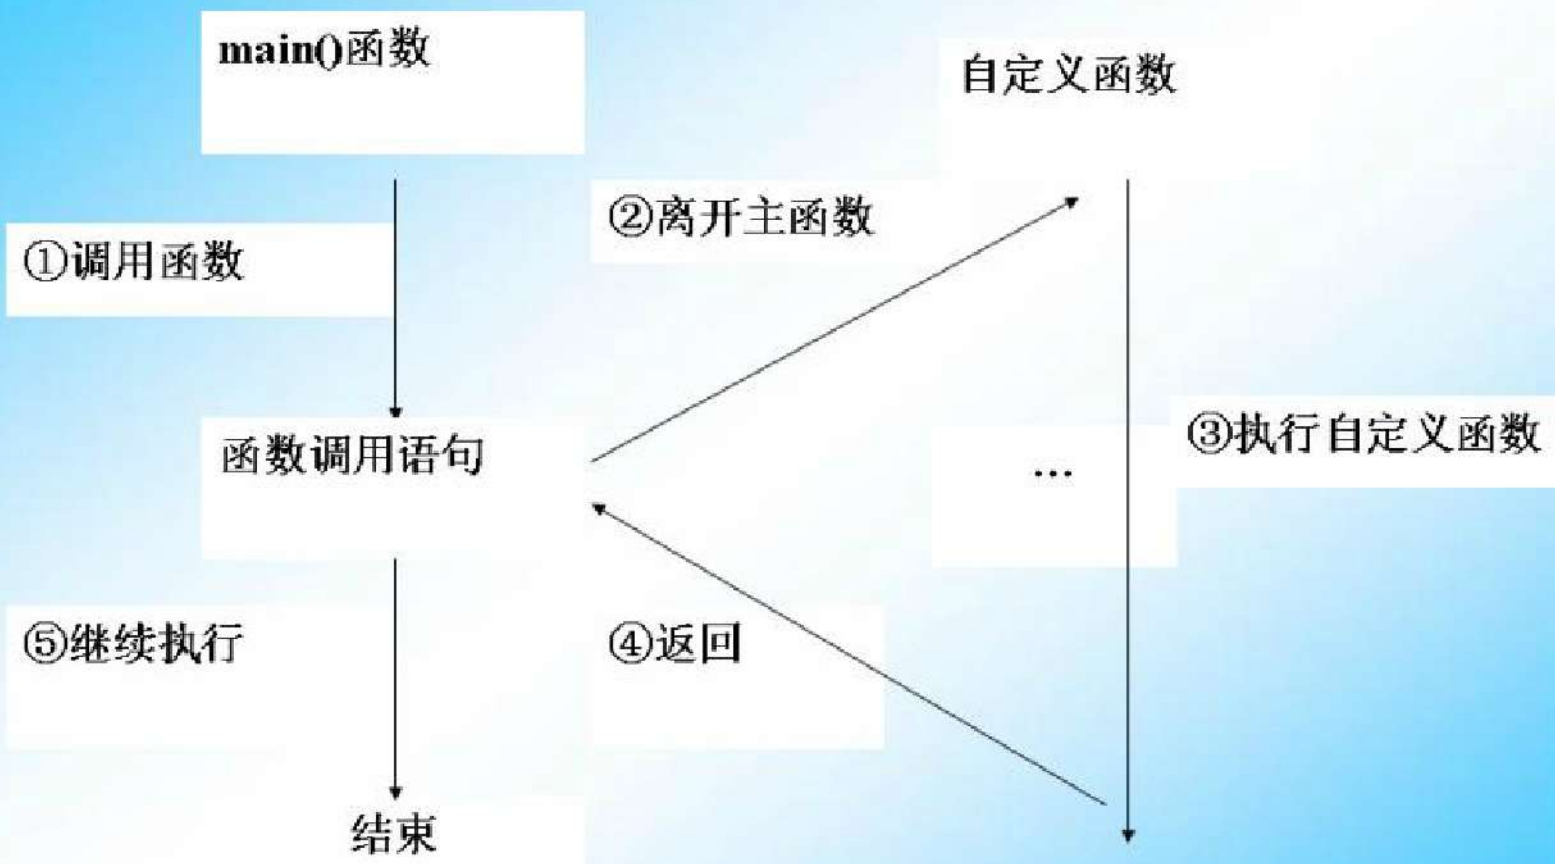 main()函数
自定义函数
②离开主函数
①调用函数
③执行自定义函数
函数调用语句
...
⑤继续执行
④返回
结束